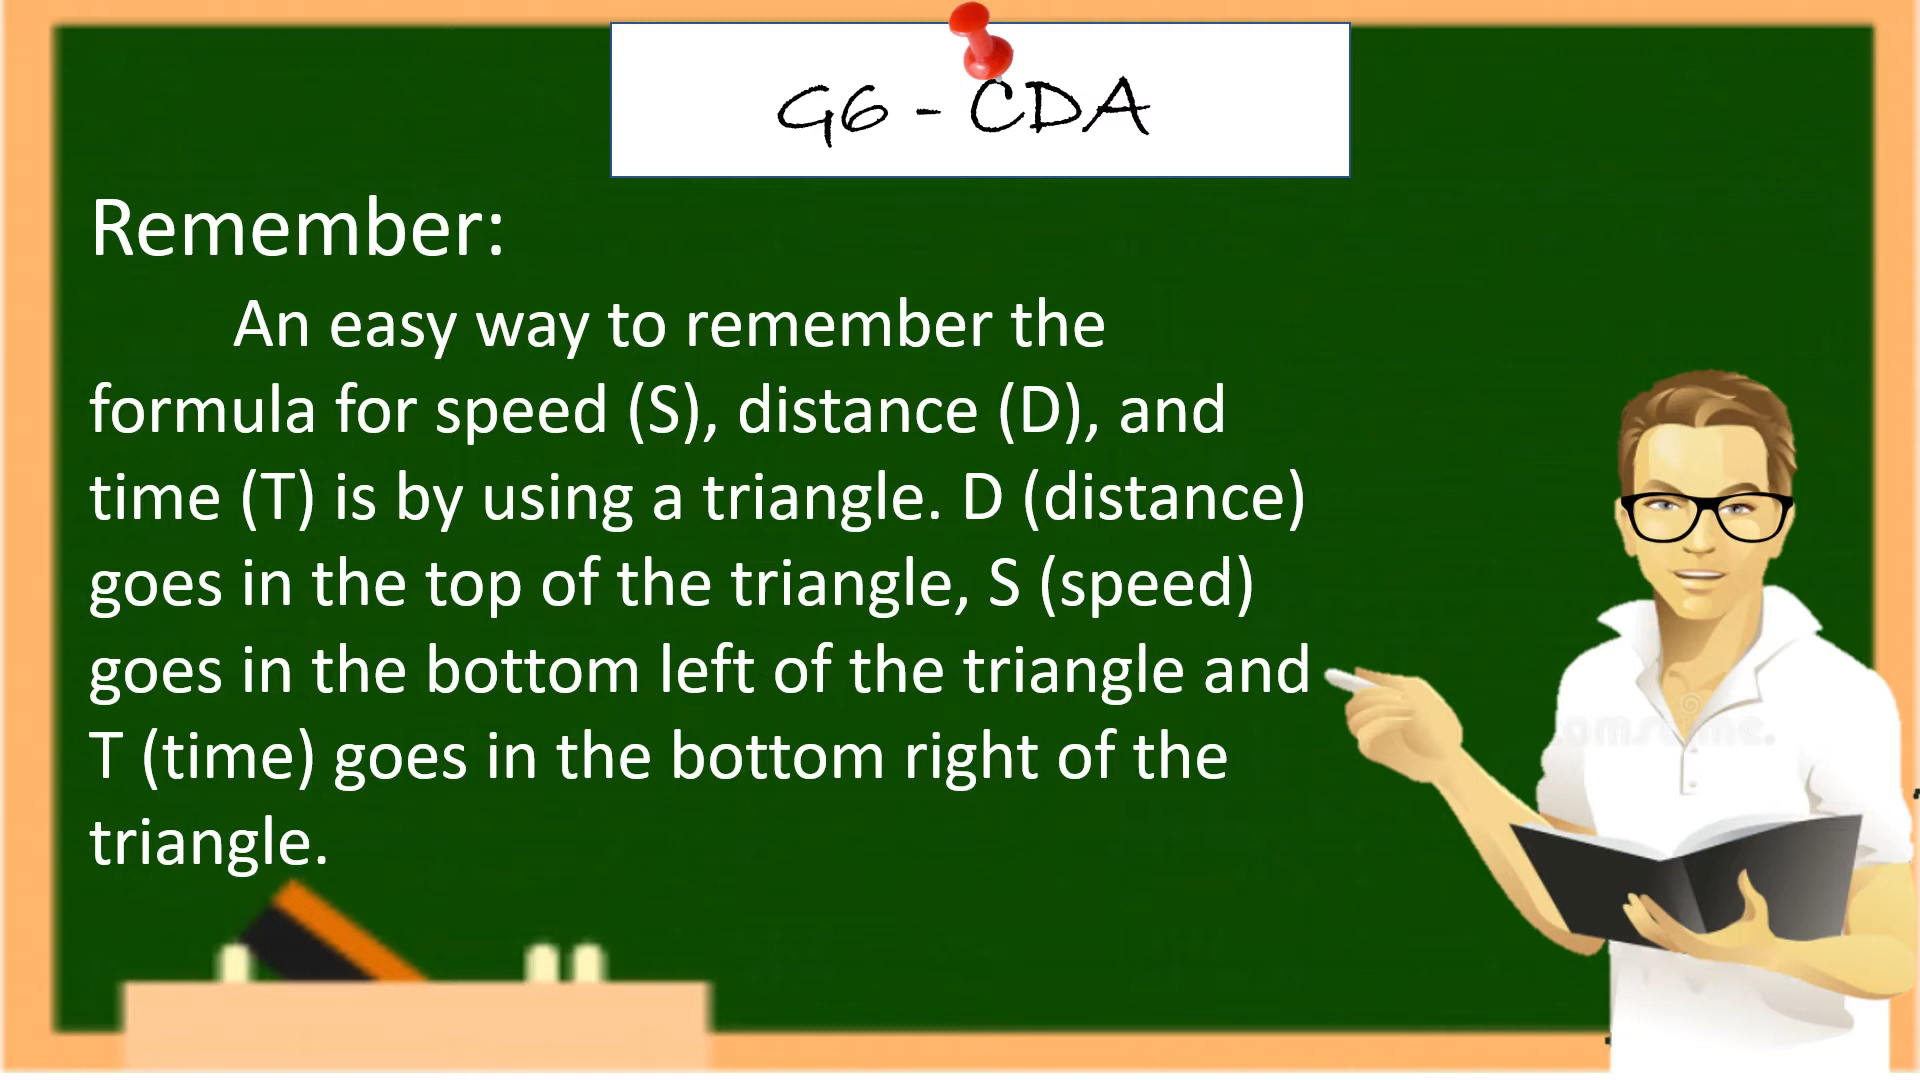 G6 - CDA
Remember:
An easy way to remember the
formula for speed (S), distance (D), and
time (T) is by using a triangle. D (distance)
goes in the top of the triangle, S (speed)
goes in the bottom left of the triangle and
T (time) goes in the bottom right of the
triangle.